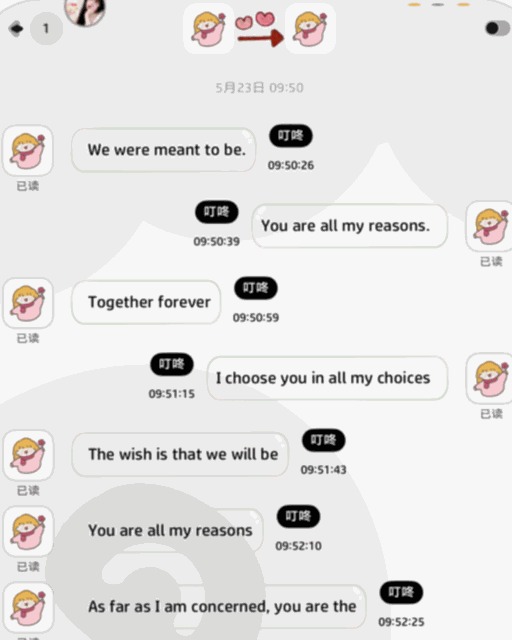 1
5月23日 09:50
We were meant to be.
叮咚
09:50:26
已读
叮咚
09:50:39
You are all my reasons.
已读
Together forever
叮咚
09:50:59
已读
叮咚
09:51:15
I choose you in all my choices
已读
The wish is that we will be
叮咚
09:51:43
已读
You are all my reasons
叮咚
09:52:10
已读
As far as I am concerned, you are the
叮咚
09:52:25